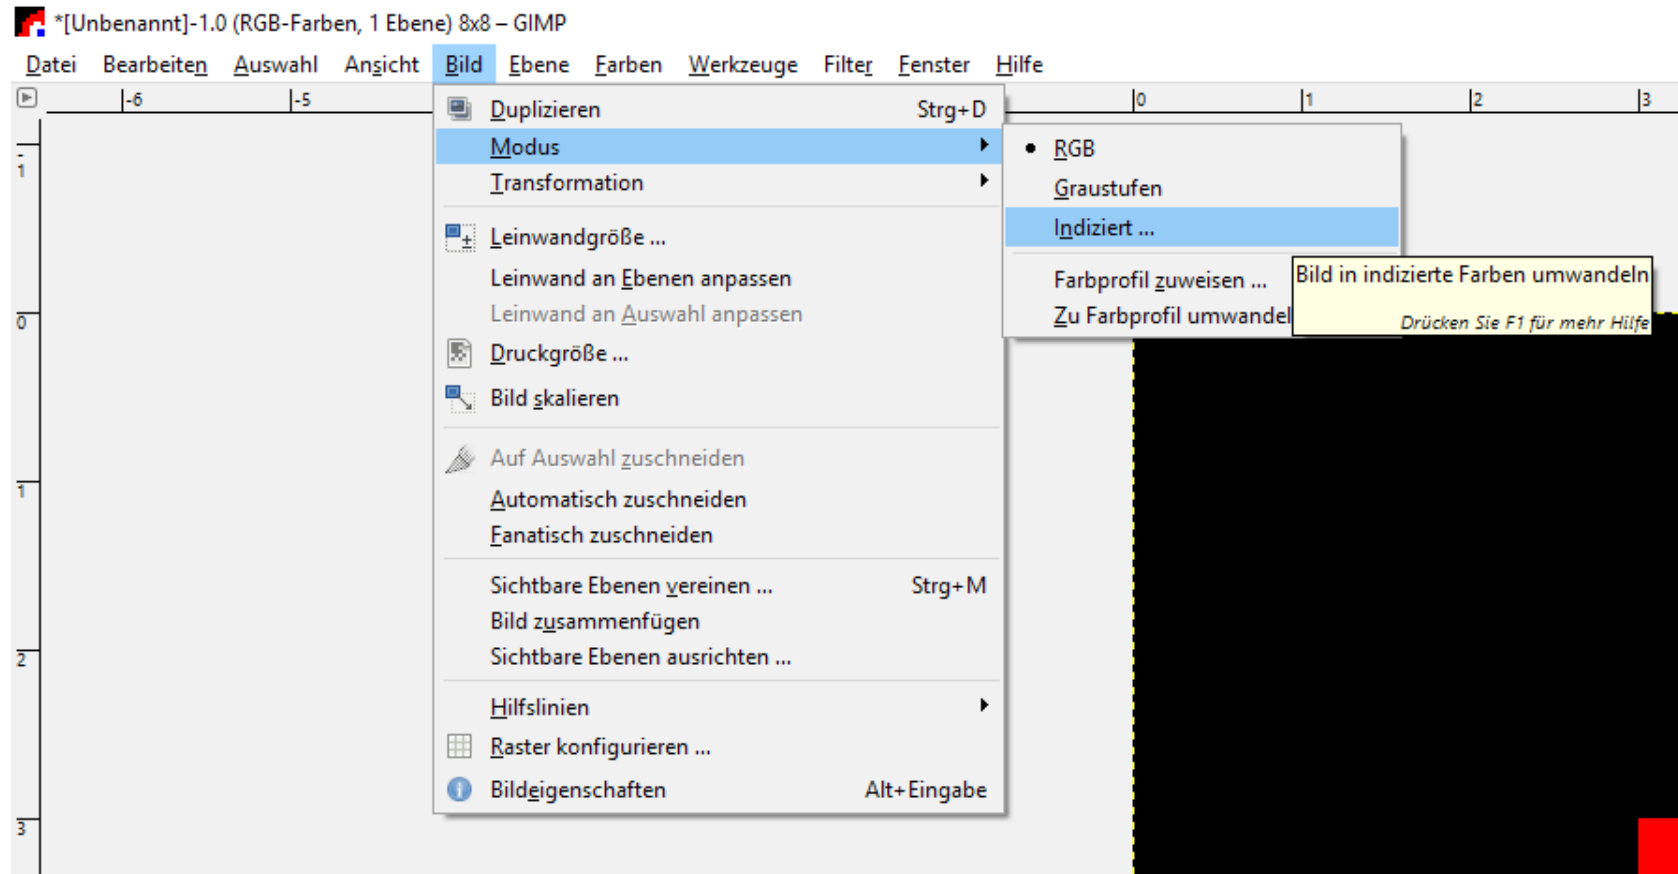 *[Unbenannt]-1.0 (RGB-Farben, 1 Ebene) 8x8 – GIMP
Datei Bearbeiten Auswahl Ansicht Bild Ebene Farben Werkzeuge Filter Fenster Hilfe
-6 -5 0 1 2 3
Duplizieren Strg+D
Modus
Transformation
Leinwandgröße ...
Leinwand an Ebenen anpassen
Leinwand an Auswahl anpassen
Druckgröße ...
Bild skalieren
Auf Auswahl zuschneiden
Automatisch zuschneiden
Fanatisch zuschneiden
Sichtbare Ebenen vereinen ... Strg+M
Bild zusammenfügen
Sichtbare Ebenen ausrichten ...
Hilfslinien
Raster konfigurieren ...
Bildeigenschaften Alt+Eingabe
RGB
Graustufen
Indiziert ...
Farbprofil zuweisen ...
Zu Farbprofil umwandel
Bild in indizierte Farben umwandeln
Drücken Sie F1 für mehr Hilfe
-1
0
1
2
3